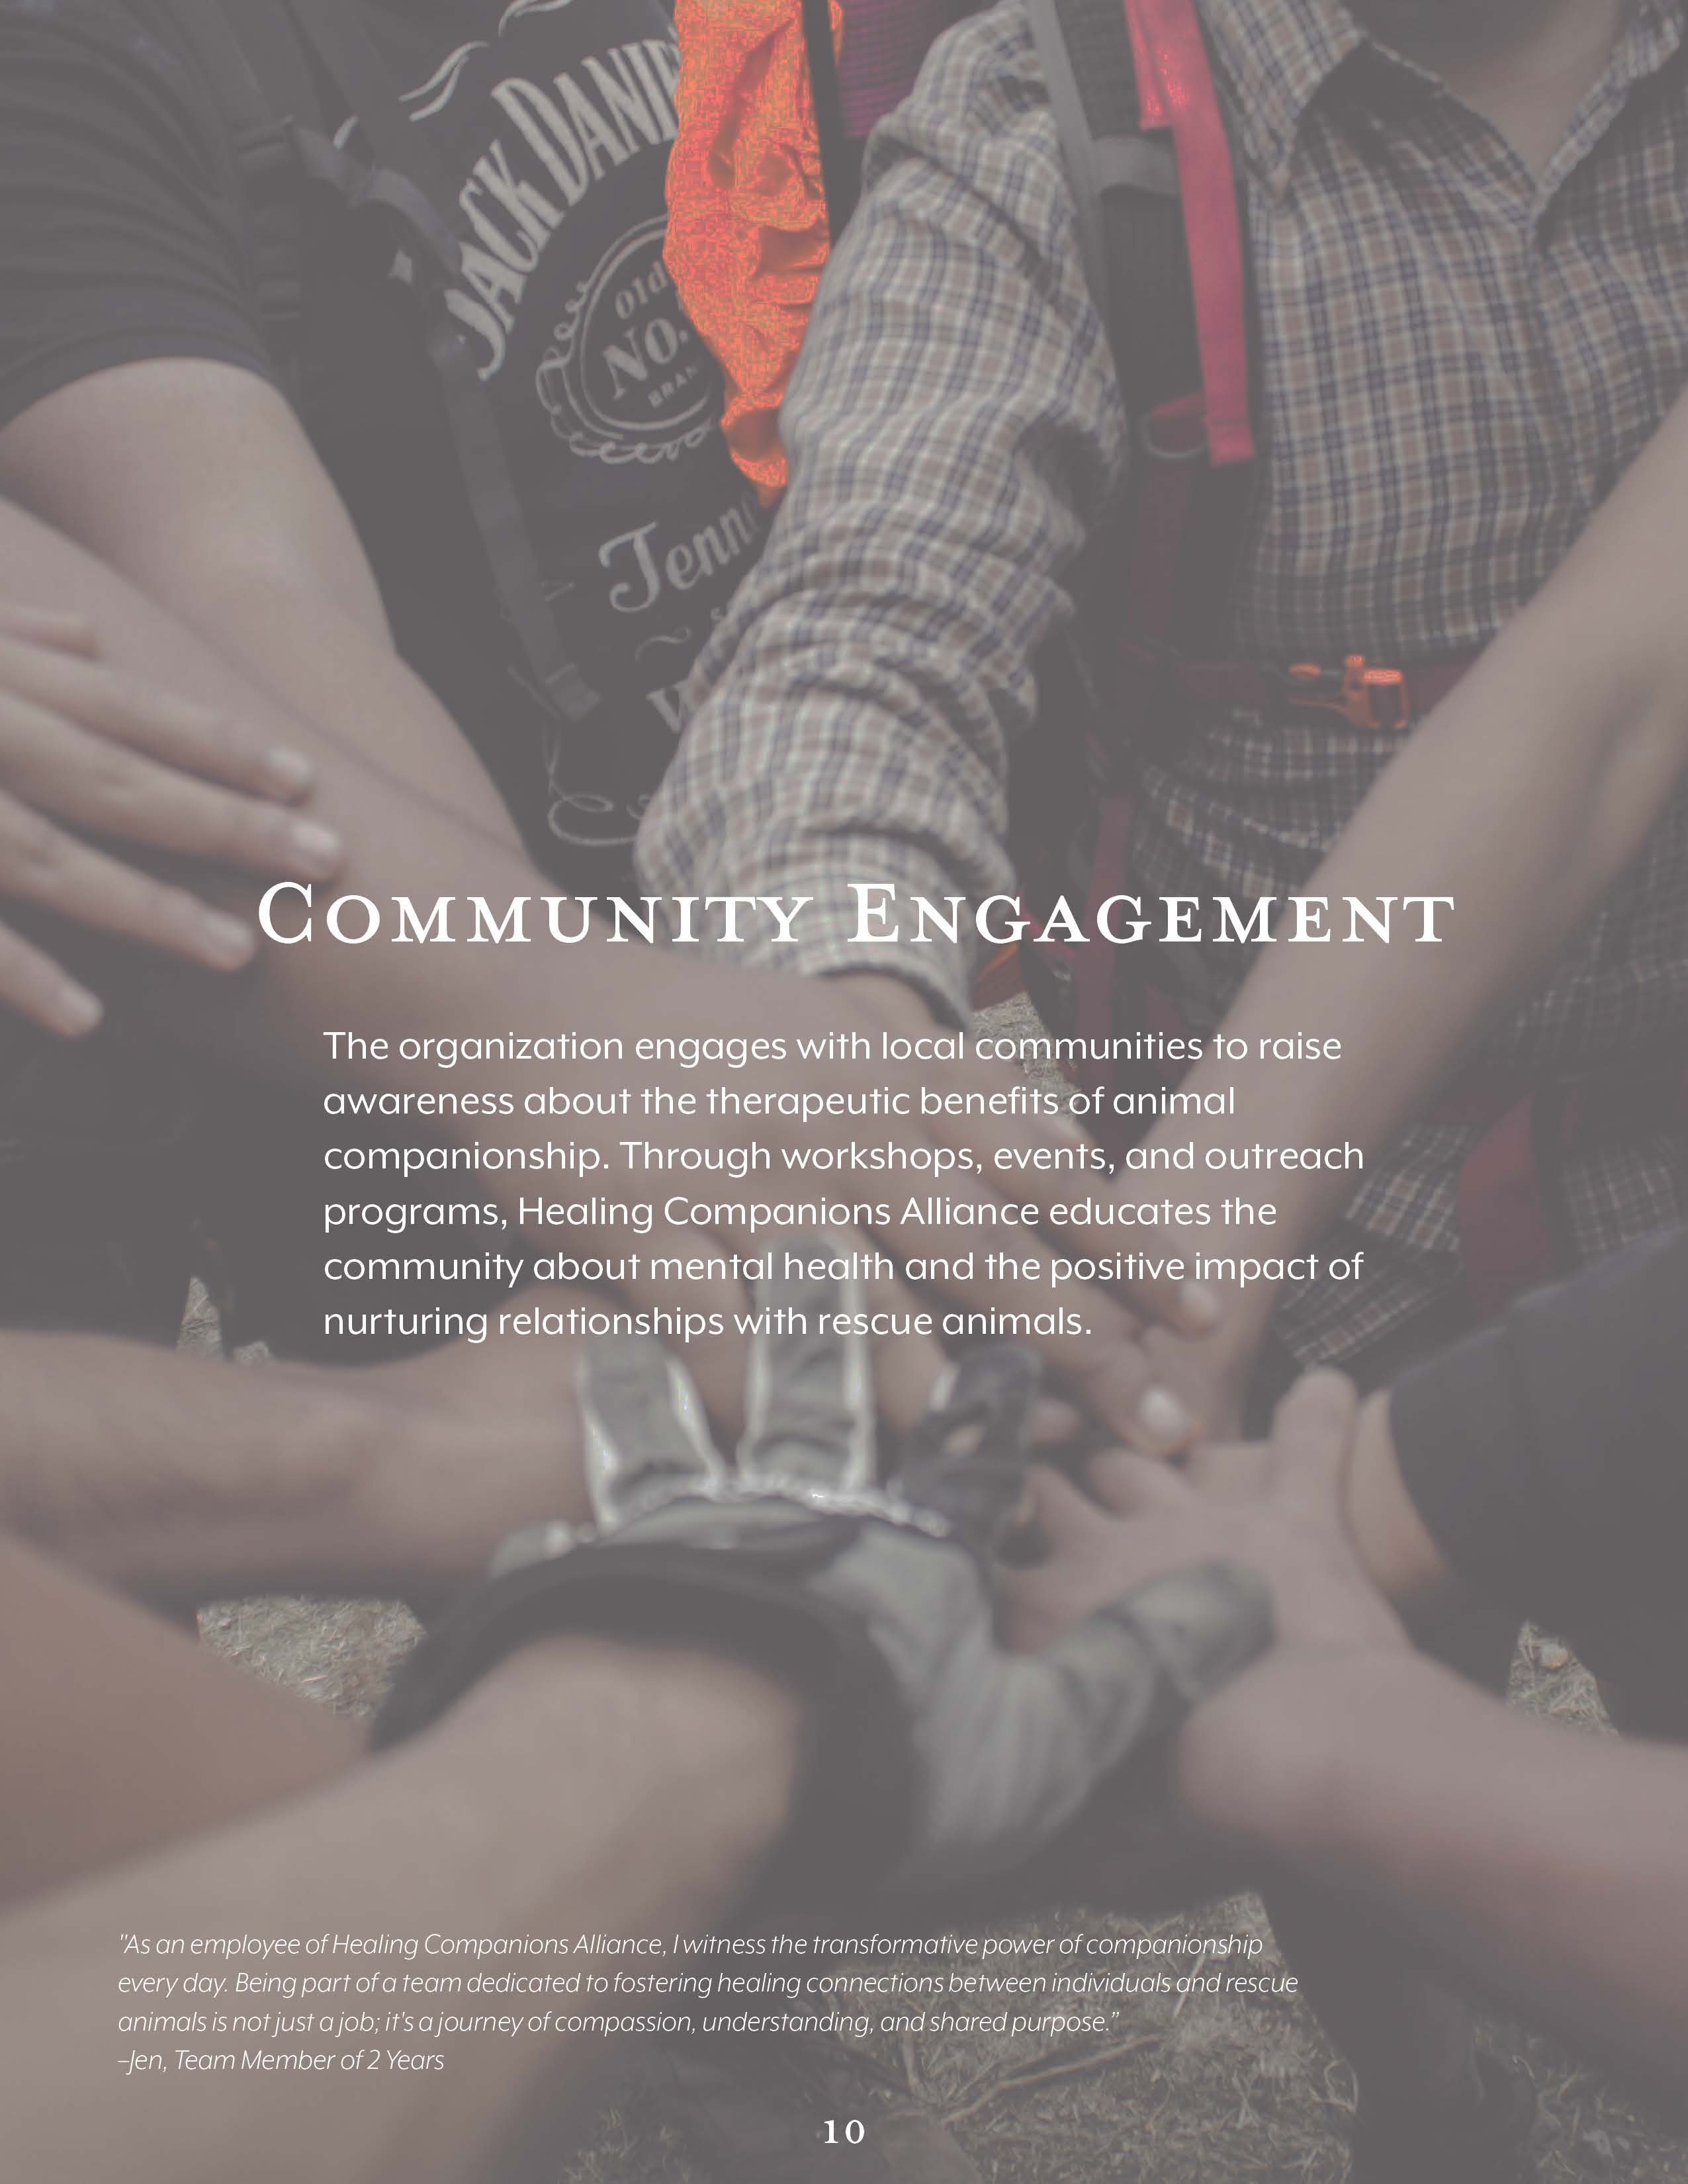 JACK DANIE
Old
NO.
BRAN
Tenn
COMMUNITY ENGAGEMENT
The organization engages with local communities to raise
awareness about the therapeutic benefits of animal
companionship. Through workshops, events, and outreach
programs, Healing Companions Alliance educates the
community about mental health and the positive impact of
nurturing relationships with rescue animals.
"As an employee of Healing Companions Alliance, I witness the transformative power of companionship
every day. Being part of a team dedicated to fostering healing connections between individuals and rescue
animals is not just a job; it's a journey of compassion, understanding, and shared purpose.”
–Jen, Team Member of 2 Years
10